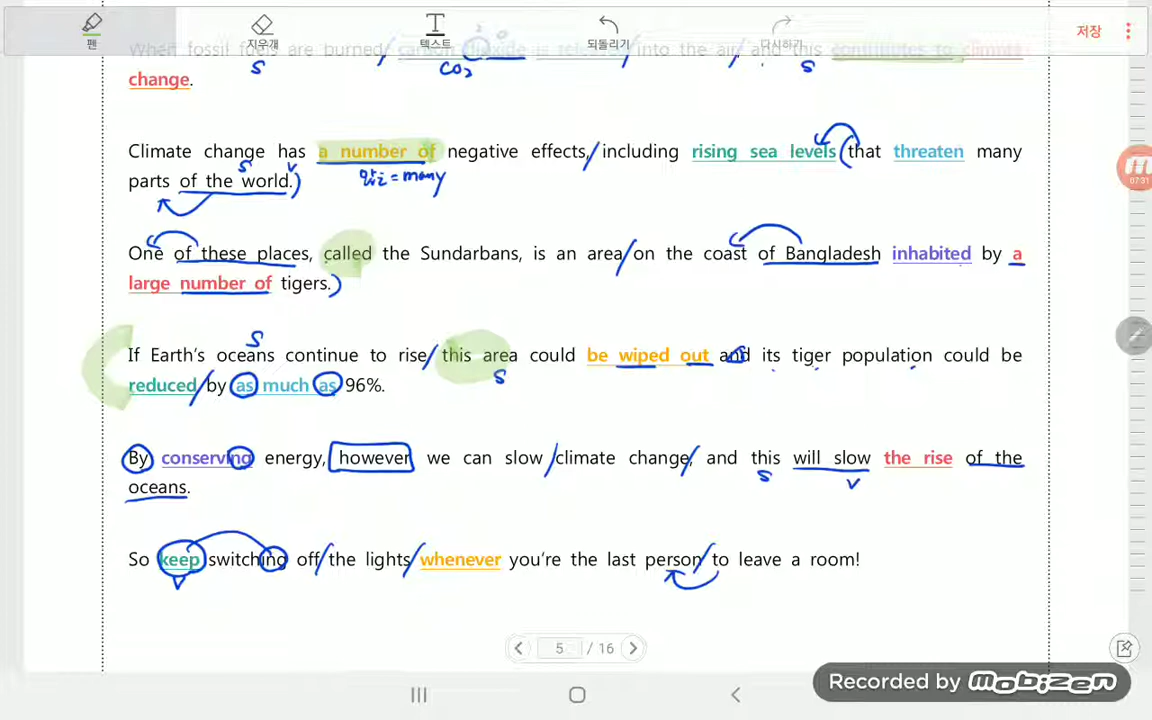 펜 지우개 텍스트 되돌리기 다시하기 저장
When fossil fuels are burned, carbon dioxide is released into the air, and this contributes to climate
S CO2 S
change.
Climate change has a number of negative effects, including rising sea levels that threaten many
S V = many
parts of the world.
One of these places, called the Sundarbans, is an area on the coast of Bangladesh inhabited by a
large number of tigers.
S
If Earth's oceans continue to rise, this area could be wiped out and its tiger population could be
S
reduced by as much as 96%.
By conserving energy, however, we can slow climate change, and this will slow the rise of the
S V
oceans.
So keep switching off the lights whenever you're the last person to leave a room!
V
5 / 16
Recorded by mobizen
07:31